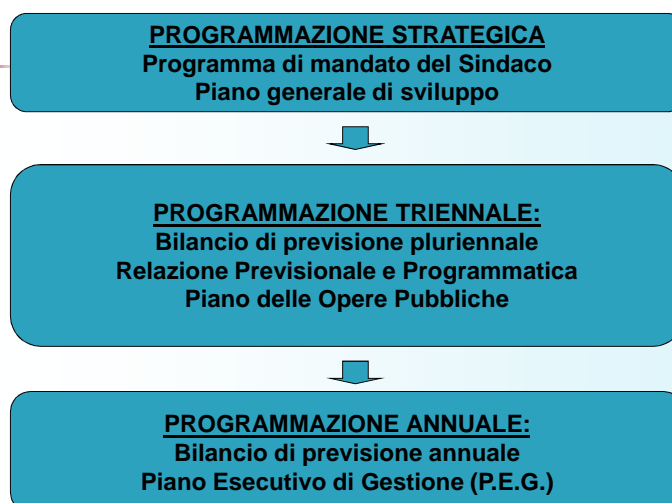 PROGRAMMAZIONE STRATEGICA
Programma di mandato del Sindaco
Piano generale di sviluppo
PROGRAMMAZIONE TRIENNALE:
Bilancio di previsione pluriennale
Relazione Previsionale e Programmatica
Piano delle Opere Pubbliche
PROGRAMMAZIONE ANNUALE:
Bilancio di previsione annuale
Piano Esecutivo di Gestione (P.E.G.)